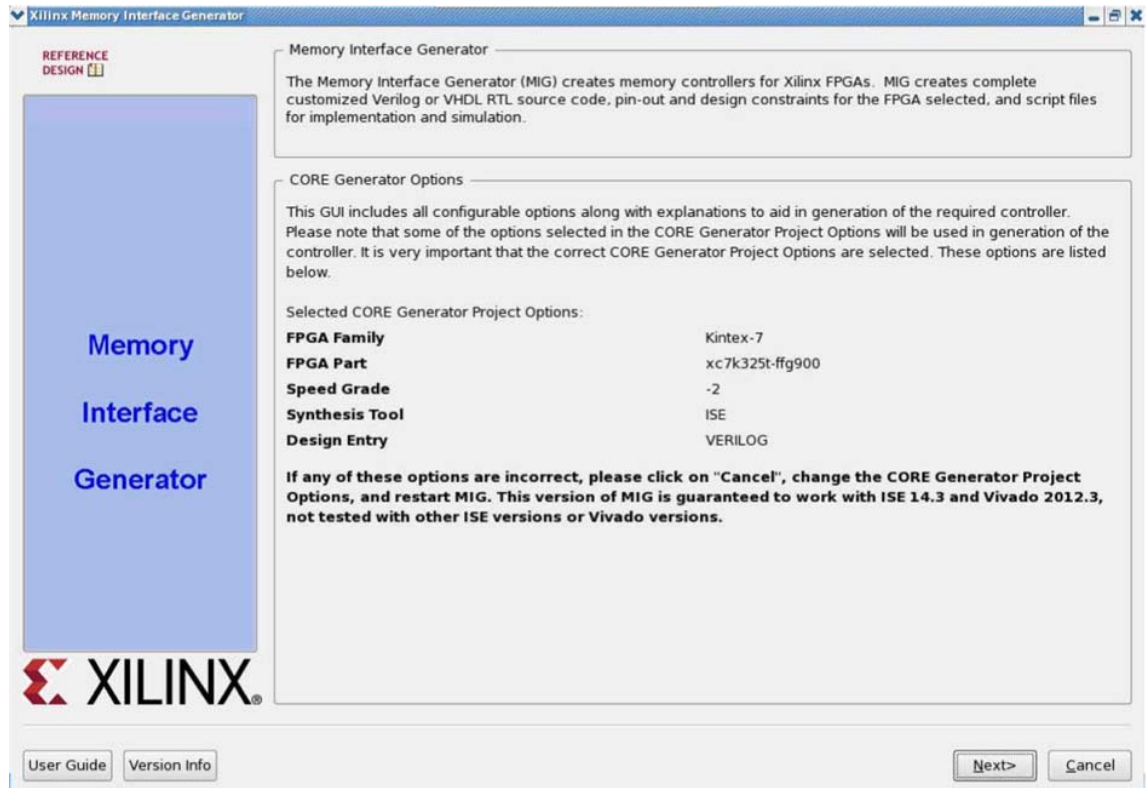 Xilinx Memory Interface Generator
REFERENCE
DESIGN
Memory
Interface
Generator
XILINX®
Memory Interface Generator
The Memory Interface Generator (MIG) creates memory controllers for Xilinx FPGAs. MIG creates complete
customized Verilog or VHDL RTL source code, pin-out and design constraints for the FPGA selected, and script files
for implementation and simulation.
CORE Generator Options
This GUI includes all configurable options along with explanations to aid in generation of the required controller.
Please note that some of the options selected in the CORE Generator Project Options will be used in generation of the
controller. It is very important that the correct CORE Generator Project Options are selected. These options are listed
below.
Selected CORE Generator Project Options:
FPGA Family Kintex-7
FPGA Part xc7k325t-ffg900
Speed Grade -2
Synthesis Tool ISE
Design Entry VERILOG
If any of these options are incorrect, please click on "Cancel", change the CORE Generator Project
Options, and restart MIG. This version of MIG is guaranteed to work with ISE 14.3 and Vivado 2012.3,
not tested with other ISE versions or Vivado versions.
User Guide Version Info Next> Cancel